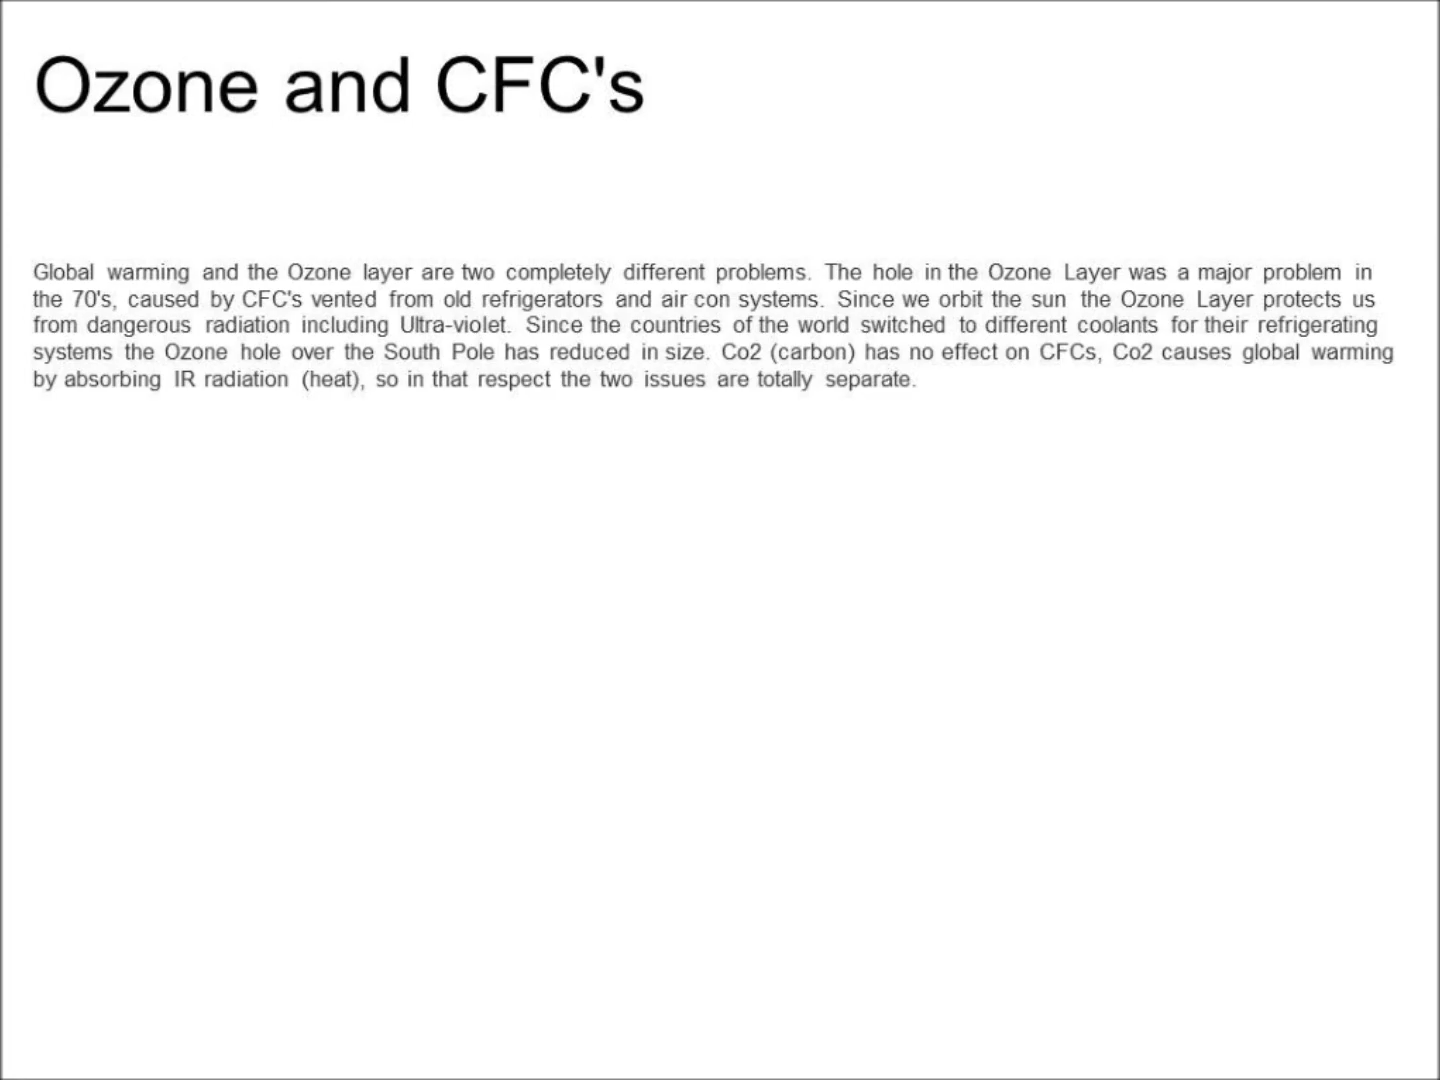 Ozone and CFC's
Global warming and the Ozone layer are two completely different problems. The hole in the Ozone Layer was a major problem in
the 70's, caused by CFC's vented from old refrigerators and air con systems. Since we orbit the sun the Ozone Layer protects us
from dangerous radiation including Ultra-violet. Since the countries of the world switched to different coolants for their refrigerating
systems the Ozone hole over the South Pole has reduced in size. Co2 (carbon) has no effect on CFCs, Co2 causes global warming
by absorbing IR radiation (heat), so in that respect the two issues are totally separate.